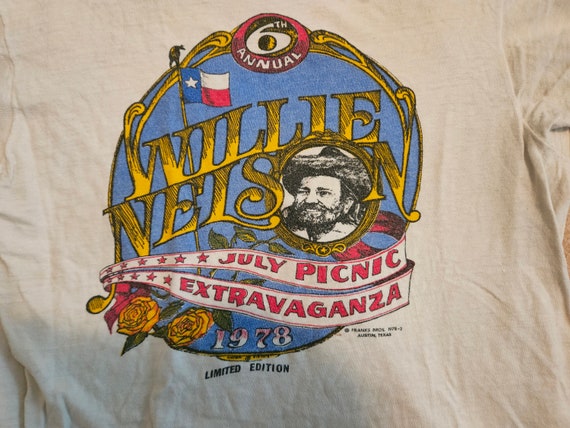 6TH
ANNUAL
WILLIE
NELSON
JULY PICNIC
EXTRAVAGANZA
1978
© FRANKS BROS. 1978
AUSTIN, TEXAS
LIMITED EDITION